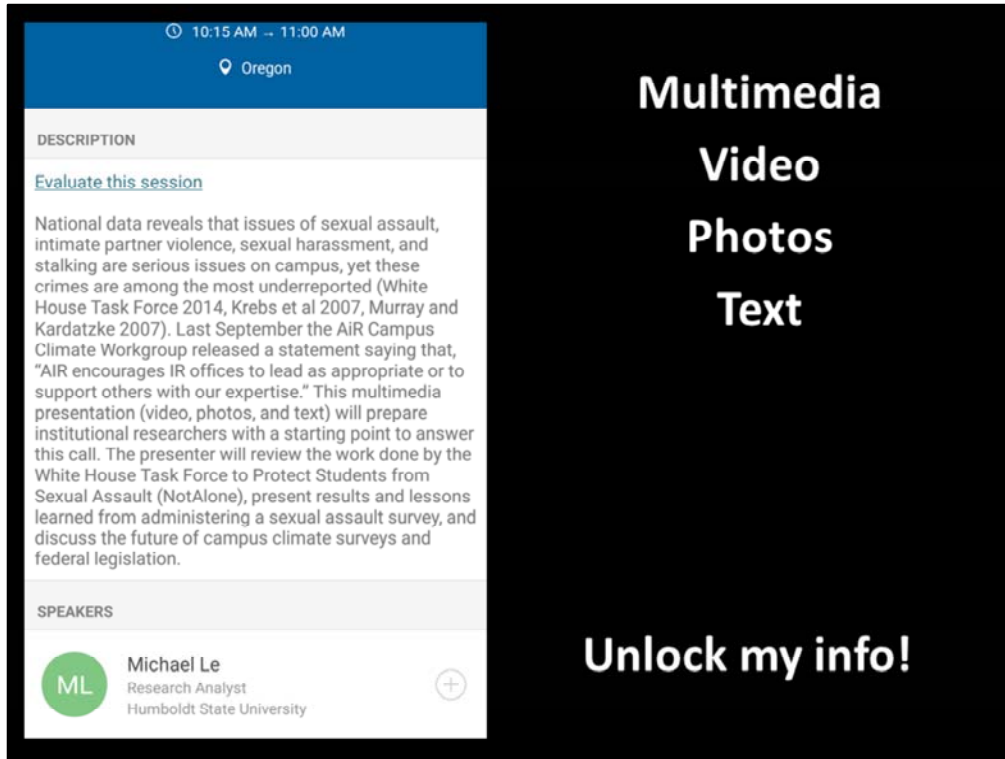 10:15 AM → 11:00 AM
Oregon
DESCRIPTION
Evaluate this session
National data reveals that issues of sexual assault,
intimate partner violence, sexual harassment, and
stalking are serious issues on campus, yet these
crimes are among the most underreported (White
House Task Force 2014, Krebs et al 2007, Murray and
Kardatzke 2007). Last September the AiR Campus
Climate Workgroup released a statement saying that,
“AIR encourages IR offices to lead as appropriate or to
support others with our expertise.” This multimedia
presentation (video, photos, and text) will prepare
institutional researchers with a starting point to answer
this call. The presenter will review the work done by the
White House Task Force to Protect Students from
Sexual Assault (NotAlone), present results and lessons
learned from administering a sexual assault survey, and
discuss the future of campus climate surveys and
federal legislation.
SPEAKERS
ML
Michael Le
Research Analyst
Humboldt State University
Multimedia
Video
Photos
Text
Unlock my info!